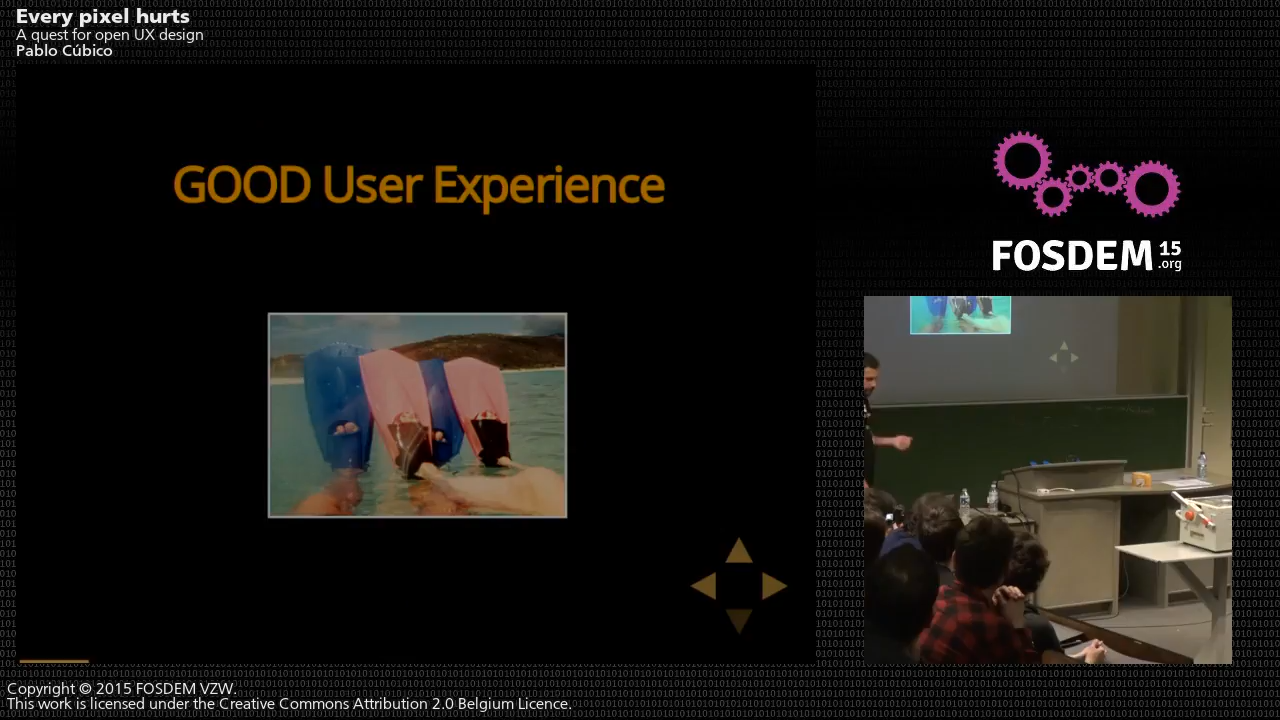 Every pixel hurts
A quest for open UX design
Pablo Cúbico
GOOD User Experience
FOSDEM 15
.org
Copyright © 2015 FOSDEM VZW.
This work is licensed under the Creative Commons Attribution 2.0 Belgium Licence.